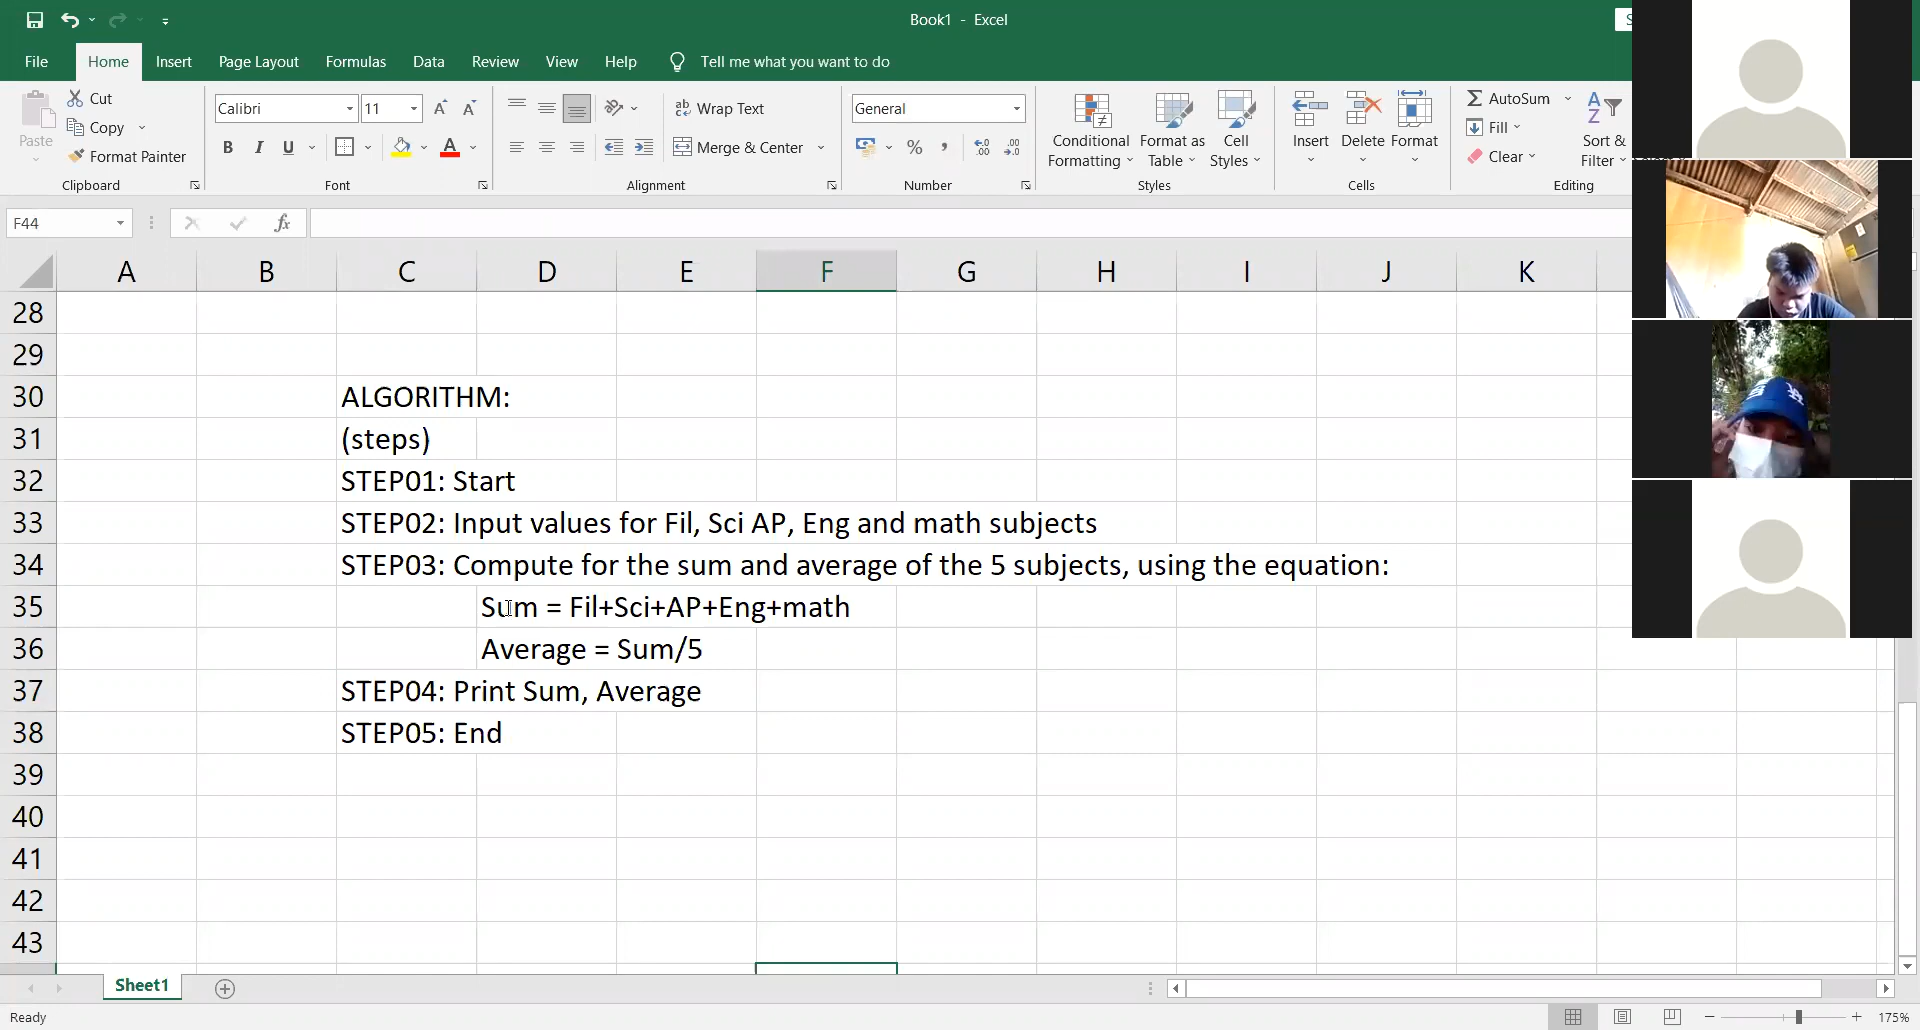 Book1 - Excel
File Home Insert Page Layout Formulas Data Review View Help Tell me what you want to do
Paste
Cut
Copy
Format Painter
Clipboard
Calibri 11 A A
B I U A
Font
Wrap Text
Merge & Center
Alignment
General
% ,
Number
Conditional Formatting
Format as Table
Cell Styles
Styles
Insert Delete Format
Cells
AutoSum
Fill
Clear
Sort & Filter
Editing
F44 fx
A B C D E F G H I J K
28
29
30 ALGORITHM:
31 (steps)
32 STEP01: Start
33 STEP02: Input values for Fil, Sci AP, Eng and math subjects
34 STEP03: Compute for the sum and average of the 5 subjects, using the equation:
35 Sum = Fil+Sci+AP+Eng+math
36 Average = Sum/5
37 STEP04: Print Sum, Average
38 STEP05: End
39
40
41
42
43
Sheet1
Ready 175%